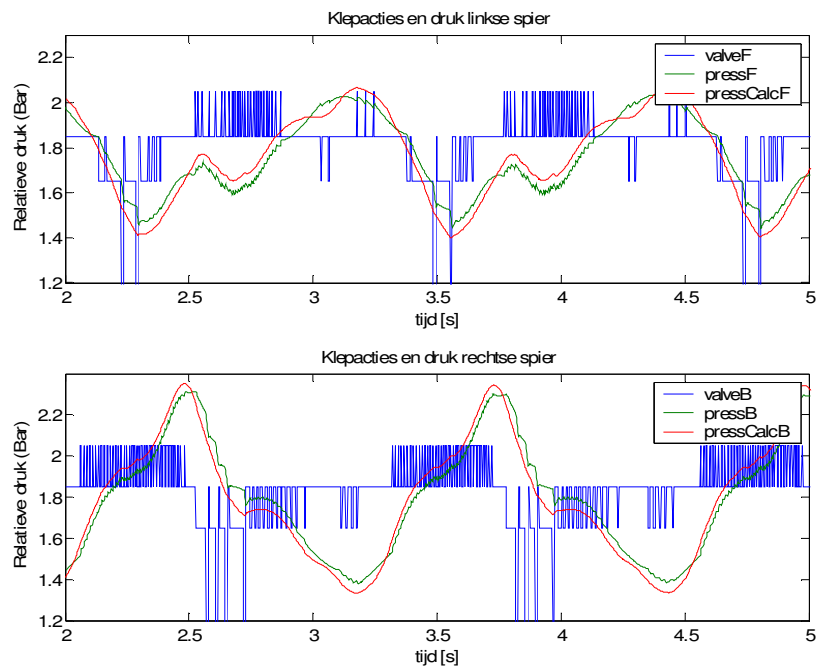 Klepacties en druk linkse spier
Relatieve druk (Bar)
2.2
2
1.8
1.6
1.4
1.2
valveF
pressF
pressCalcF
2 2.5 3 3.5 4 4.5 5
tijd [s]
Klepacties en druk rechtse spier
Relatieve druk (Bar)
2.2
2
1.8
1.6
1.4
1.2
valveB
pressB
pressCalcB
2 2.5 3 3.5 4 4.5 5
tijd [s]